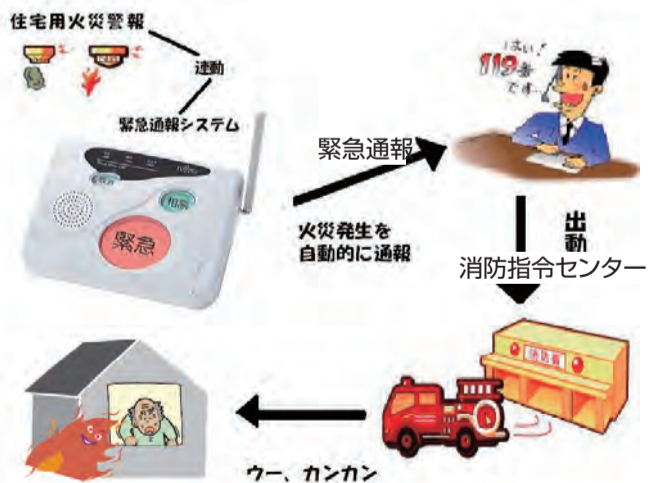 住宅用火災警報
連動
緊急通報システム
相談
緊急
緊急通報
火災発生を
自動的に通報
はい!
119番
です
出動
消防指令センター
消防署
ウー、カンカン